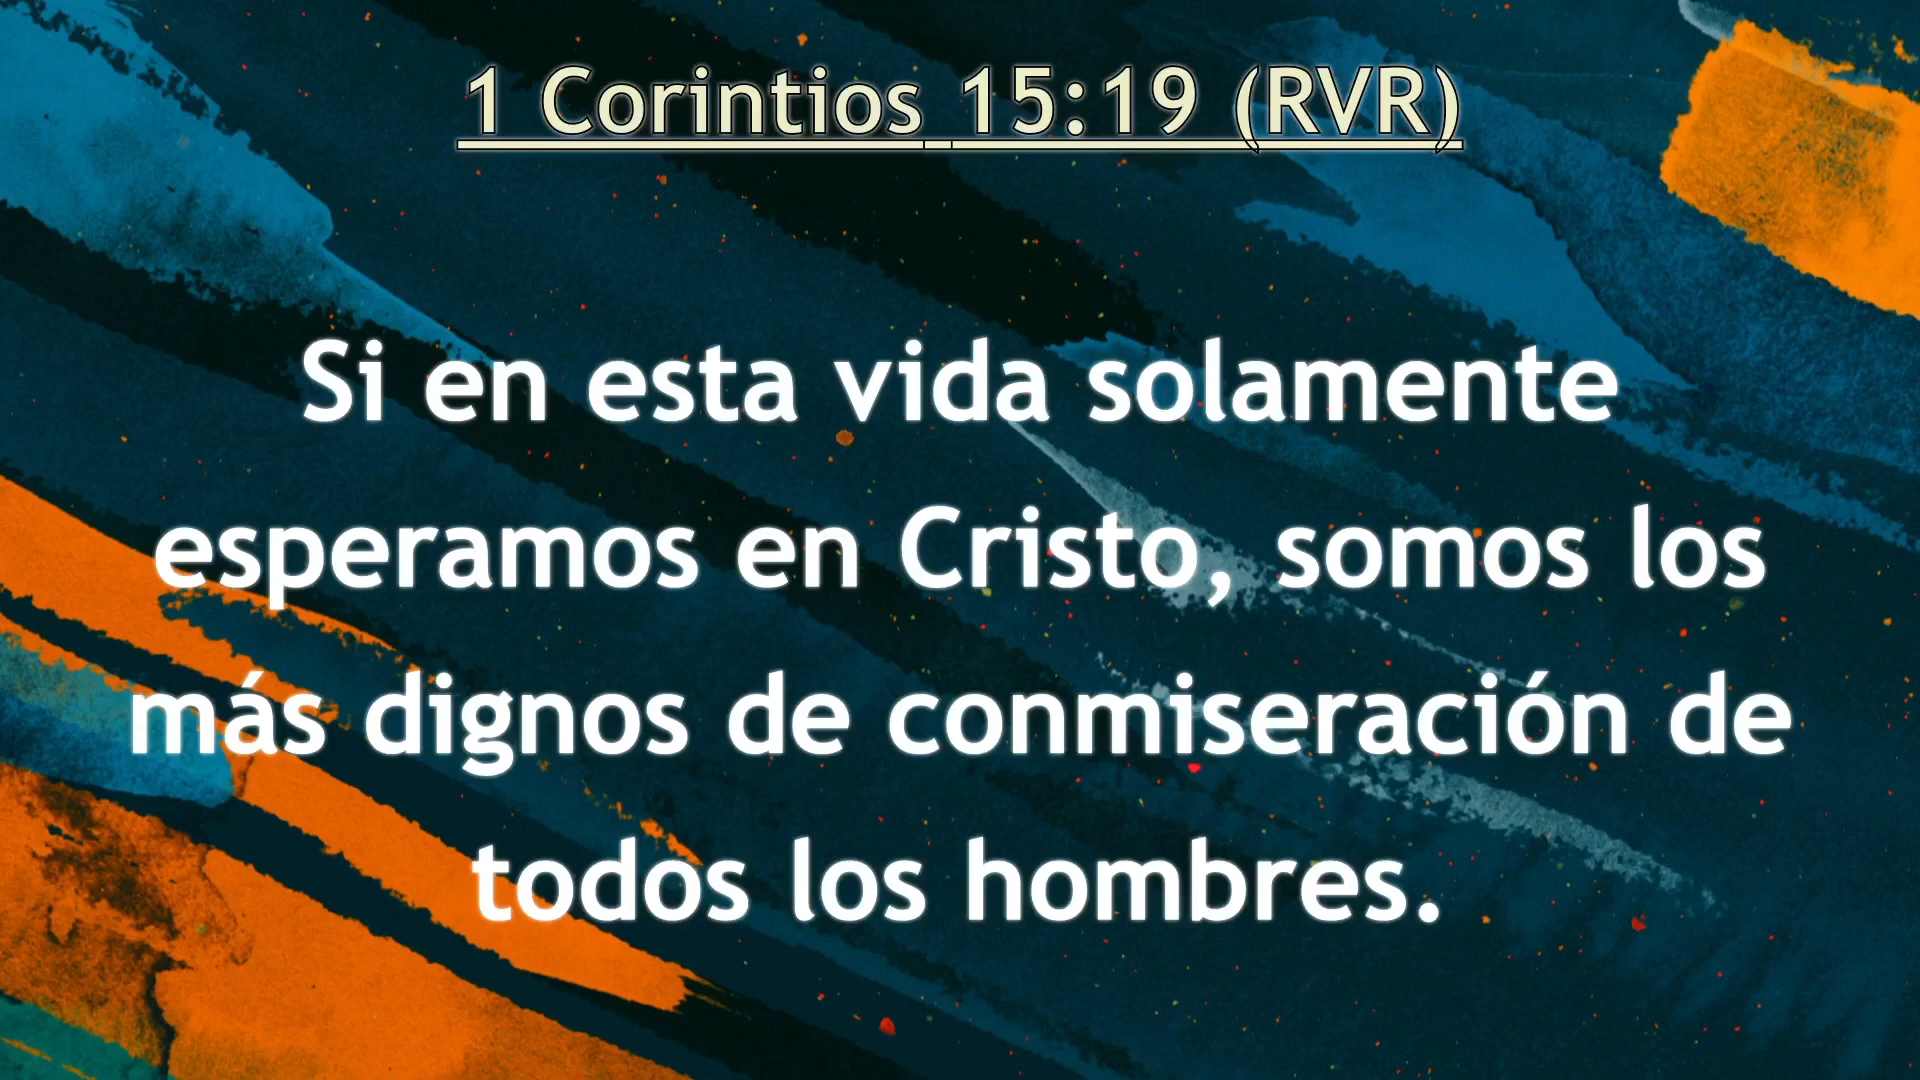 1 Corintios 15:19 (RVR)
Si en esta vida solamente
esperamos en Cristo, somos los
más dignos de conmiseración de
todos los hombres.